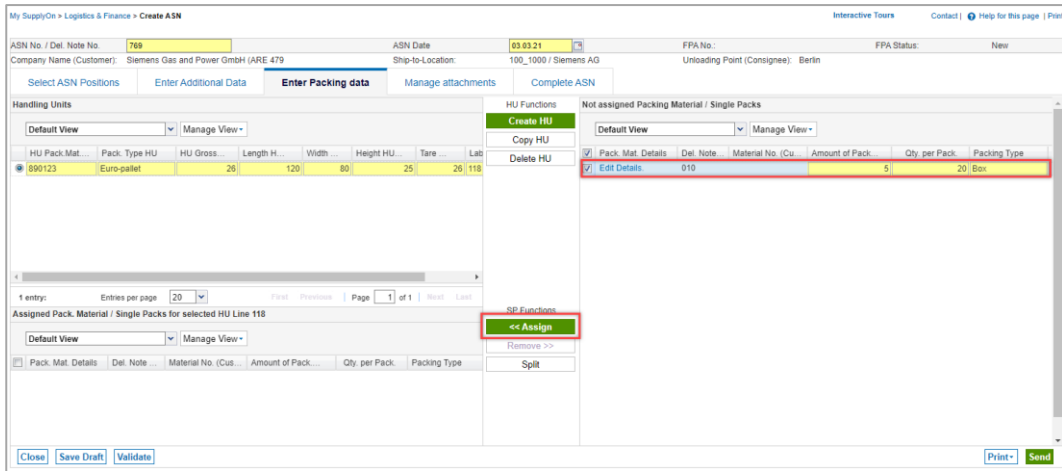 My SupplyOn > Logistics & Finance > Create ASN Interactive Tours Contact | Help for this page | Print
ASN No. / Del. Note No. 769 ASN Date 03.03.21 FPA No.: FPA Status: New
Company Name (Customer): Siemens Gas and Power GmbH (ARE 479 Ship-to-Location: 100_1000 / Siemens AG Unloading Point (Consignee): Berlin
Select ASN Positions Enter Additional Data Enter Packing data Manage attachments Complete ASN
Handling Units HU Functions Not assigned Packing Material / Single Packs
Default View Manage View Create HU Default View Manage View
Copy HU
HU Pack.Mat.... Pack. Type HU HU Gross... Length H... Width ... Height HU... Tare ... Lab Delete HU Pack. Mat. Details Del. Note... Material No. (Cu... Amount of Pack... Qty. per Pack. Packing Type
890123 Euro-pallet 26 120 80 25 26 118 Edit Details 010 5 20 Box
1 entry: Entries per page 20 First Previous | Page 1 of 1 | Next Last
Assigned Pack. Material / Single Packs for selected HU Line 118 SP Functions
Default View Manage View << Assign
Remove >>
Pack. Mat. Details Del. Note ... Material No. (Cus... Amount of Pack.... Qty. per Pack. Packing Type Split
Close Save Draft Validate Print Send